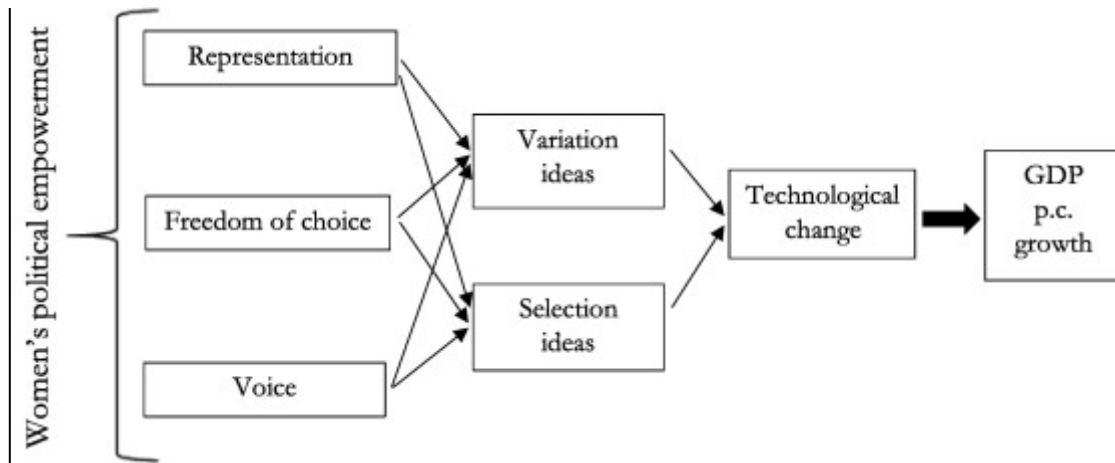 Women's political empowerment
Representation
Freedom of choice
Voice
Variation
ideas
Selection
ideas
Technological
change
GDP
p.c.
growth